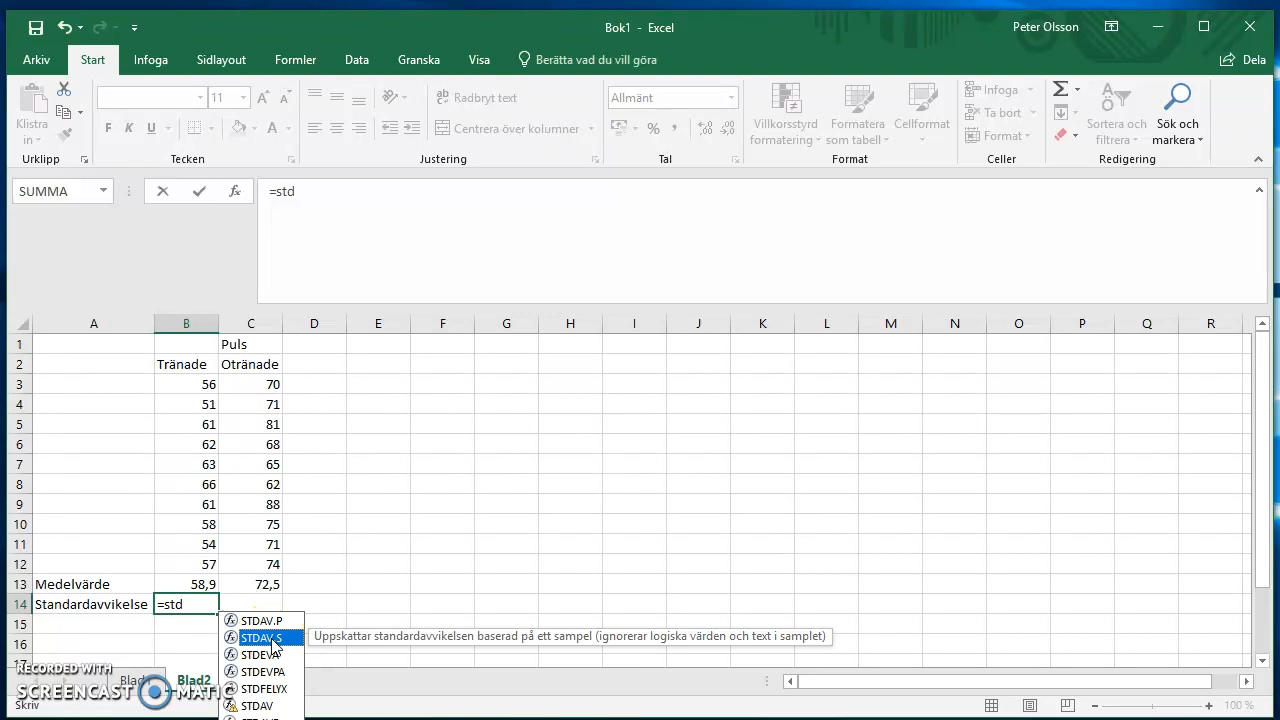 Bok1 - Excel
Peter Olsson
Arkiv Start Infoga Sidlayout Formler Data Granska Visa Berätta vad du vill göra Dela
Klistra in
Urklipp
11
F K U
Tecken
Radbryt text
Centrera över kolumner
Justering
Allmänt
%
Tal
Villkorsstyrd formatering
Formatera som tabell
Cellformat
Format
Infoga
Ta bort
Format
Celler
Sortera och filtrera
Sök och markera
Redigering
SUMMA
fx
=std
A B C D E F G H I J K L M N O P Q R
1 Puls
2 Tränade Otränade
3 56 70
4 51 71
5 61 81
6 62 68
7 63 65
8 66 62
9 61 88
10 58 75
11 54 71
12 57 74
13 Medelvärde 58,9 72,5
14 Standardavvikelse =std
15
16
17
STDAV.P
STDAV.S
Uppskattar standardavvikelsen baserad på ett sampel (ignorerar logiska värden och text i samplet)
STDEVA
STDEVPA
STDFELYX
STDAV
RECORDED WITH
SCREENCAST MATIC
Blad2
Skriv
100 %